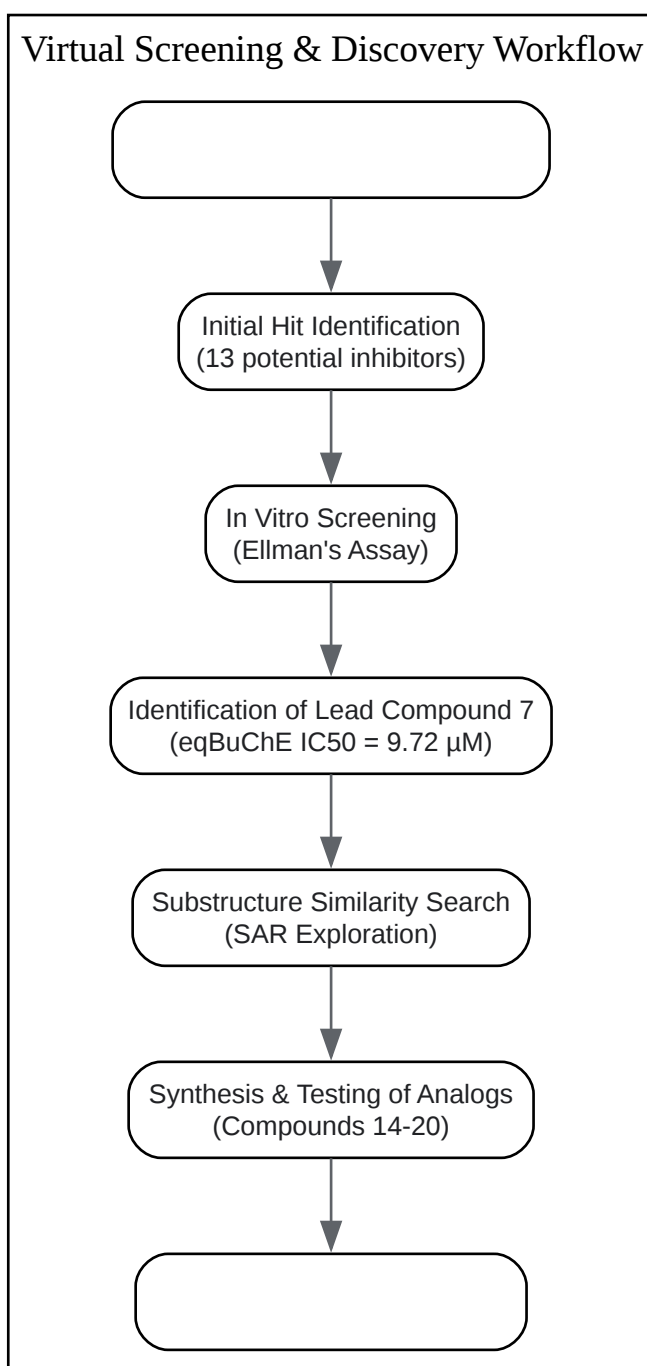 Virtual Screening & Discovery Workflow
Initial Hit Identification
(13 potential inhibitors)
In Vitro Screening
(Ellman's Assay)
Identification of Lead Compound 7
(eqBuChE IC50 = 9.72 µM)
Substructure Similarity Search
(SAR Exploration)
Synthesis & Testing of Analogs
(Compounds 14-20)